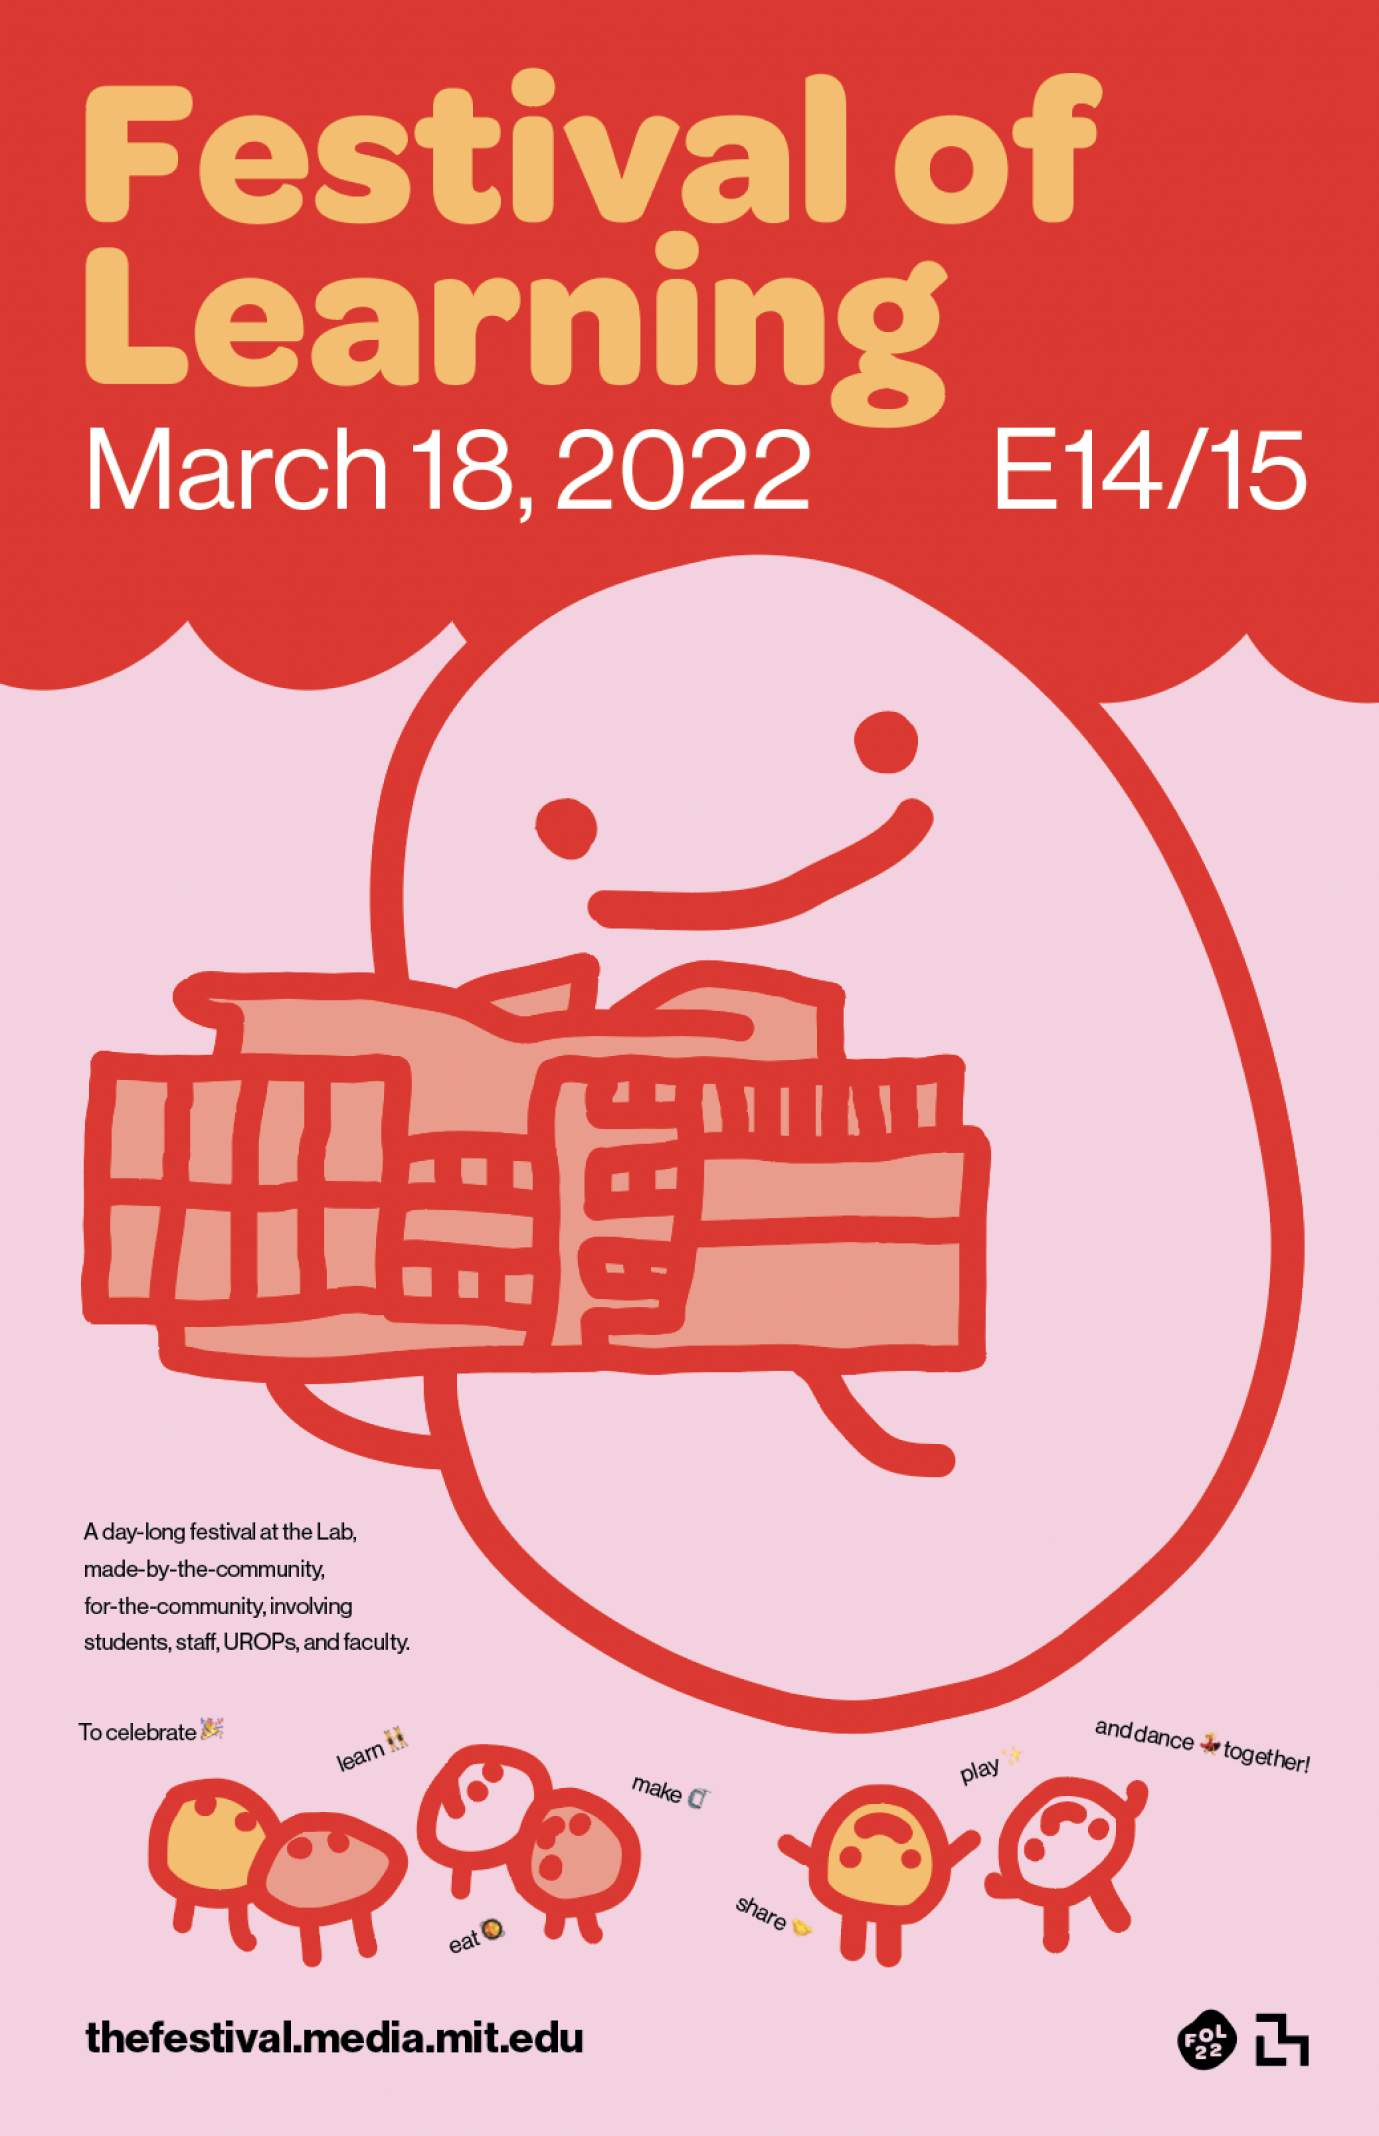 Festival of
Learning
March 18, 2022 E14/15
A day-long festival at the Lab,
made-by-the-community,
for-the-community, involving
students, staff, UROPs, and faculty.
To celebrate🎉
learn👯
make
eat🥘
share
play✨
and dance 💃together!
thefestival.media.mit.edu
FOL
22